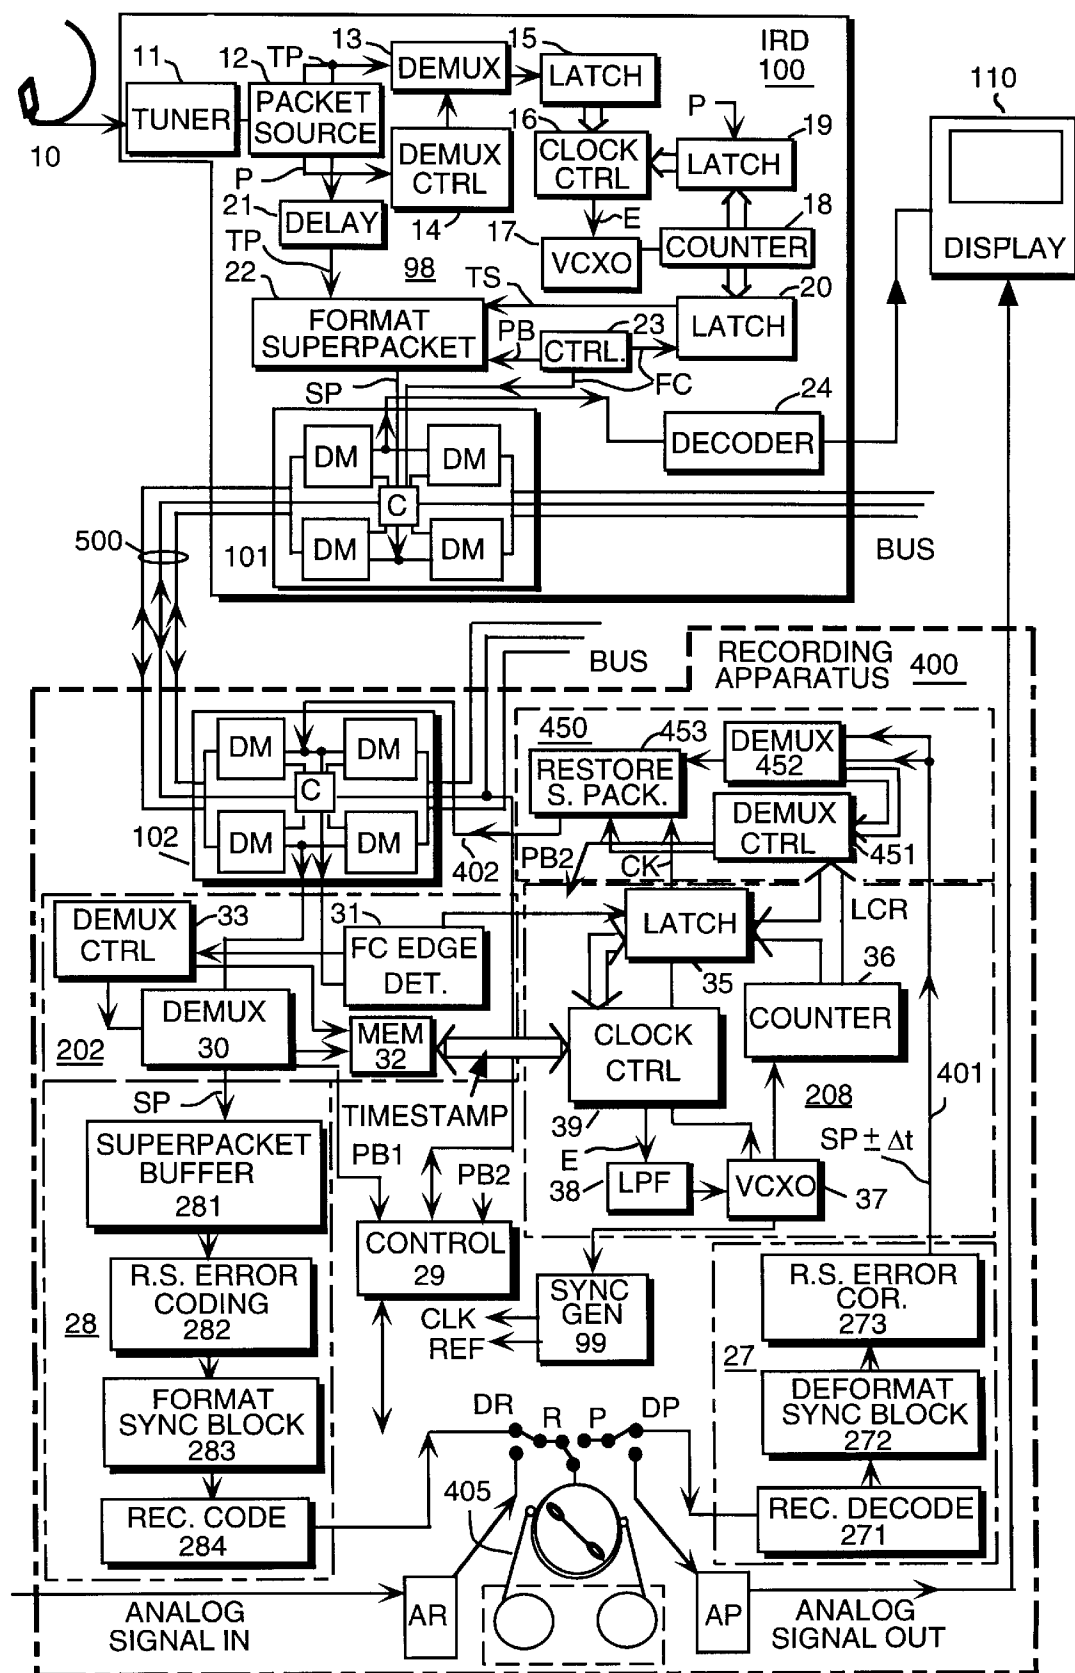 IRD
100
11
TP
12
13
15
110
TUNER
PACKET
SOURCE
DEMUX
LATCH
16
P
19
10
P
DEMUX
CTRL
CLOCK
CTRL
LATCH
21
DELAY
14
17
E
18
TP
98
VCXO
COUNTER
DISPLAY
22
TS
20
FORMAT
SUPERPACKET
PB
23
CTRL.
LATCH
SP
FC
24
DECODER
DM
DM
C
DM
DM
500
101
BUS
RECORDING
APPARATUS
400
BUS
DM
DM
C
DM
DM
102
402
450
453
DEMUX
452
RESTORE
S. PACK.
DEMUX
CTRL
451
PB2
CK
LCR
DEMUX
CTRL
33
31
FC EDGE
DET.
LATCH
35
36
COUNTER
DEMUX
30
202
MEM
32
CLOCK
CTRL
39
208
401
SP
TIMESTAMP
SP ± Δt
SUPERPACKET
BUFFER
281
PB1
PB2
E
38
LPF
VCXO
37
CONTROL
29
R.S. ERROR
CODING
282
28
SYNC
GEN
99
CLK
REF
R.S. ERROR
COR.
273
27
FORMAT
SYNC BLOCK
283
DR
R
P
DP
DEFORMAT
SYNC BLOCK
272
405
REC. CODE
284
REC. DECODE
271
AR
AP
ANALOG
SIGNAL IN
ANALOG
SIGNAL OUT